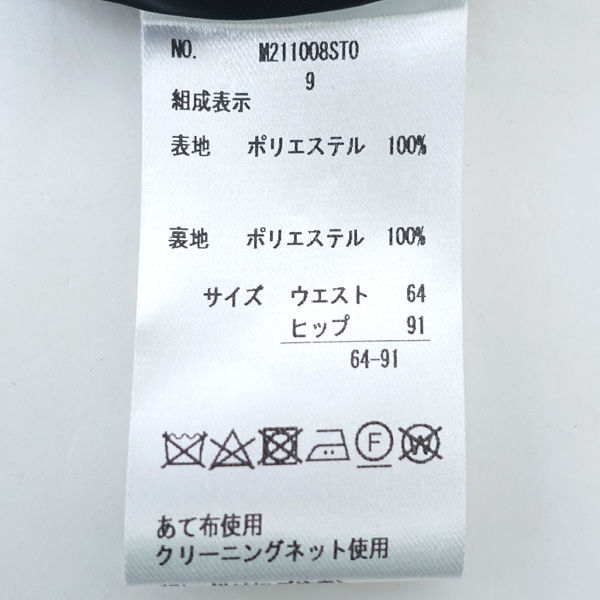 NO. M211008ST0
9
組成表示
表地 ポリエステル 100%
裏地 ポリエステル 100%
サイズ ウエスト 64
ヒップ 91
64-91
F W
あて布使用
クリーニングネット使用